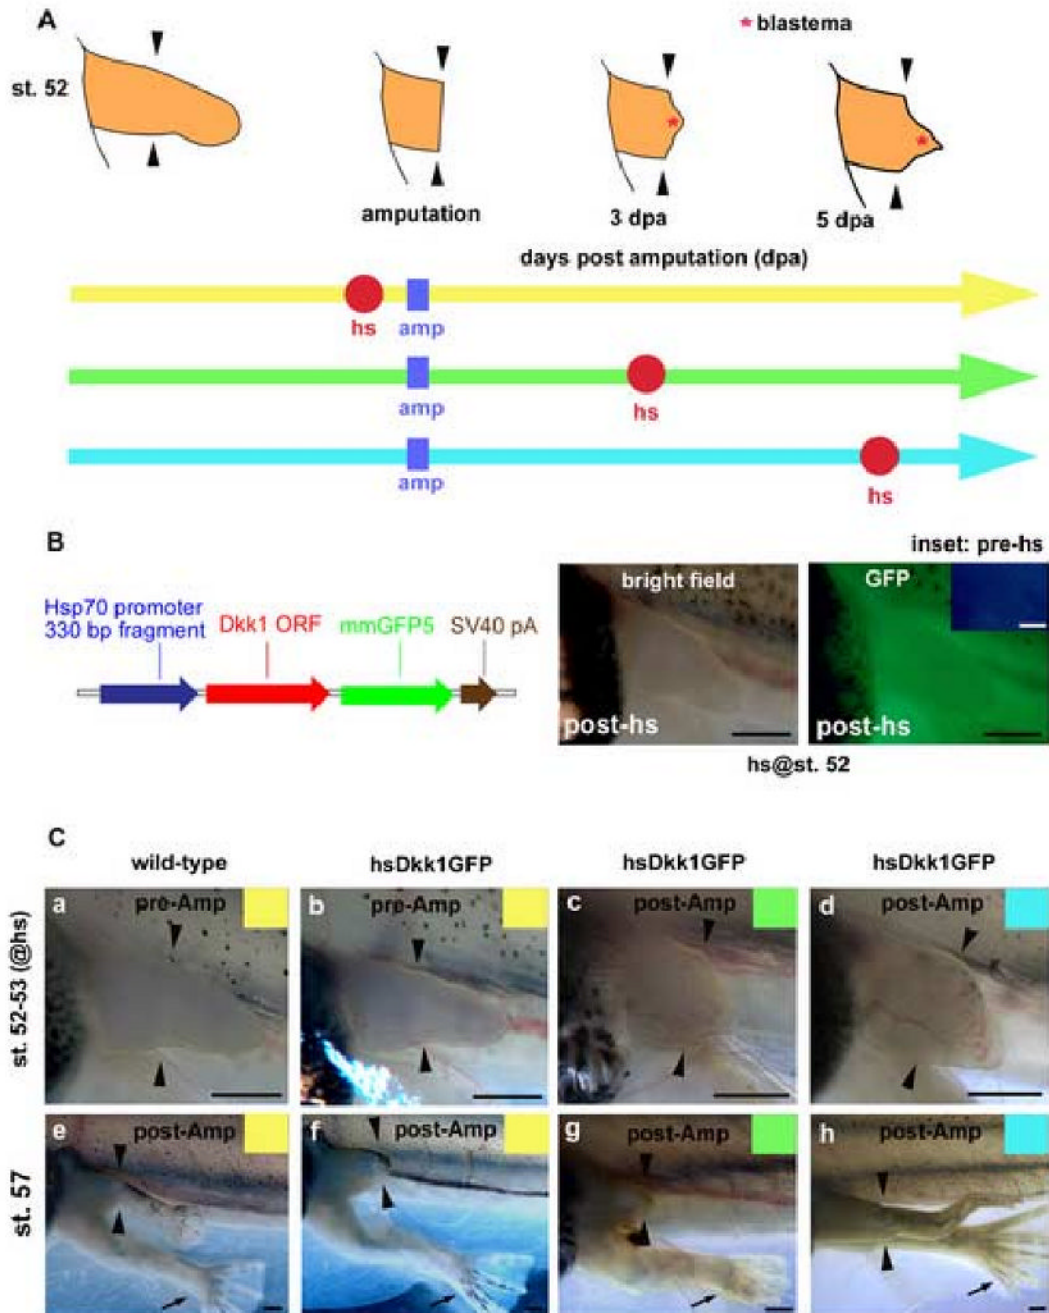 A
* blastema
st. 52
amputation
3 dpa
5 dpa
days post amputation (dpa)
hs
amp
amp
hs
amp
hs
B
inset: pre-hs
Hsp70 promoter
330 bp fragment
Dkk1 ORF
mmGFP5
SV40 pA
bright field
GFP
post-hs
post-hs
hs@st. 52
C
wild-type
hsDkk1GFP
hsDkk1GFP
hsDkk1GFP
st. 52-53 (@hs)
a
pre-Amp
b
pre-Amp
c
post-Amp
d
post-Amp
st. 57
e
post-Amp
f
post-Amp
g
post-Amp
h
post-Amp